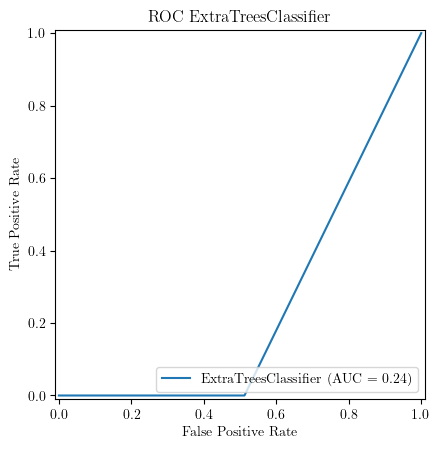 ROC ExtraTreesClassifier
True Positive Rate
1.0
0.8
0.6
0.4
0.2
0.0
ExtraTreesClassifier (AUC = 0.24)
0.0 0.2 0.4 0.6 0.8 1.0
False Positive Rate